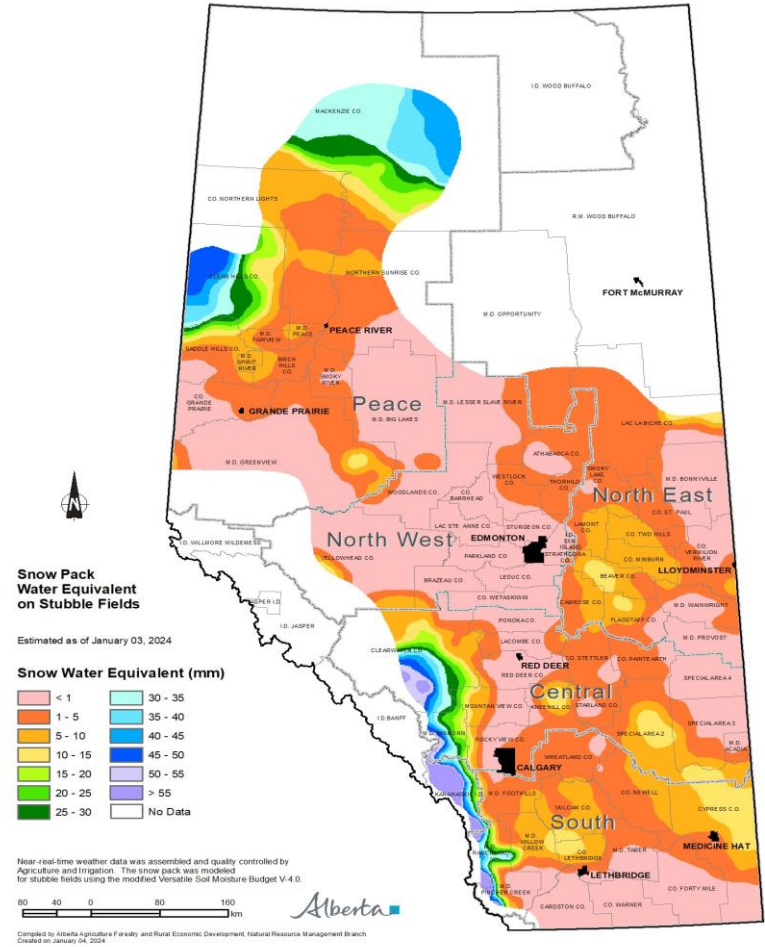 MACKENZIE CO.
I.D. WOOD BUFFALO
CO. NORTHERN LIGHTS
R.M. WOOD BUFFALO
CLEAR HILLS CO.
NORTHERN SUNRISE CO.
FORT McMURRAY
M.D. OPPORTUNITY
PEACE RIVER
M.D.
PEACE
M.D.
FAIRVIEW
SADDLE HILLS CO.
M.D.
SPIRIT
RIVER
BIRCH
HILLS
CO.
M.D.
SMOKY
RIVER
CO.
GRANDE
PRAIRIE
GRANDE PRAIRIE
Peace
M.D. LESSER SLAVE RIVER
M.D. BIG LAKES
LAC LA BICHE CO.
M.D. GREENVIEW
ATHABASCA CO.
WOODLANDS CO.
CO.
BARRHEAD
WESTLOCK
CO.
THORHILD
CO.
SMOKY
LAKE
CO.
M.D. BONNYVILLE
North East
CO. ST. PAUL
LAC STE ANNE CO.
STURGEON CO.
LAMONT
CO.
CO. TWO HILLS
North West
EDMONTON
I.D.
ELK
ISLAND
STRATHCONA
CO.
CO. MINBURN
CO.
VERMILION
RIVER
I.D. WILLMORE WILDERNESS
YELLOWHEAD CO.
PARKLAND CO.
LLOYDMINSTER
BRAZEAU CO.
LEDUC CO.
BEAVER CO.
CO. WETASKIWIN
CAMROSE CO.
M.D. WAINWRIGHT
JASPER I.D.
I.D. JASPER
PONOKA CO.
FLAGSTAFF CO.
M.D. PROVOST
CLEARWATER CO.
LACOMBE CO.
RED DEER
CO. STETTLER
CO. PAINTEARTH
RED DEER CO.
SPECIAL AREA 4
Central
I.D. BANFF
MOUNTAIN VIEW CO.
KNEEHILL CO.
STARLAND CO.
SPECIAL AREA 3
M.D. BIGHORN
ROCKY VIEW CO.
SPECIAL AREA 2
M.D.
ACADIA
CALGARY
WHEATLAND CO.
KANANASKIS I.D.
M.D. FOOTHILLS
CO. NEWELL
VULCAN CO.
CYPRESS CO.
South
M.D.
WILLOW
CREEK
MEDICINE HAT
M.D.
CO.
LETHBRIDGE
M.D. TABER
LETHBRIDGE
M.D.
PINCHER CREEK
CO. FORTY MILE
CARDSTON CO.
CO. WARNER
N
Snow Pack
Water Equivalent
on Stubble Fields
Estimated as of January 03, 2024
Snow Water Equivalent (mm)
< 1
1 - 5
5 - 10
10 - 15
15 - 20
20 - 25
25 - 30
30 - 35
35 - 40
40 - 45
45 - 50
50 - 55
> 55
No Data
Near-real-time weather data was assembled and quality controlled by
Agriculture and Irrigation. The snow pack was modeled
for stubble fields using the modified Versatile Soil Moisture Budget V-4.0.
80 40 0 80 160
km
Alberta
Compiled by Alberta Agriculture Forestry and Rural Economic Development, Natural Resource Management Branch
Created on January 04, 2024